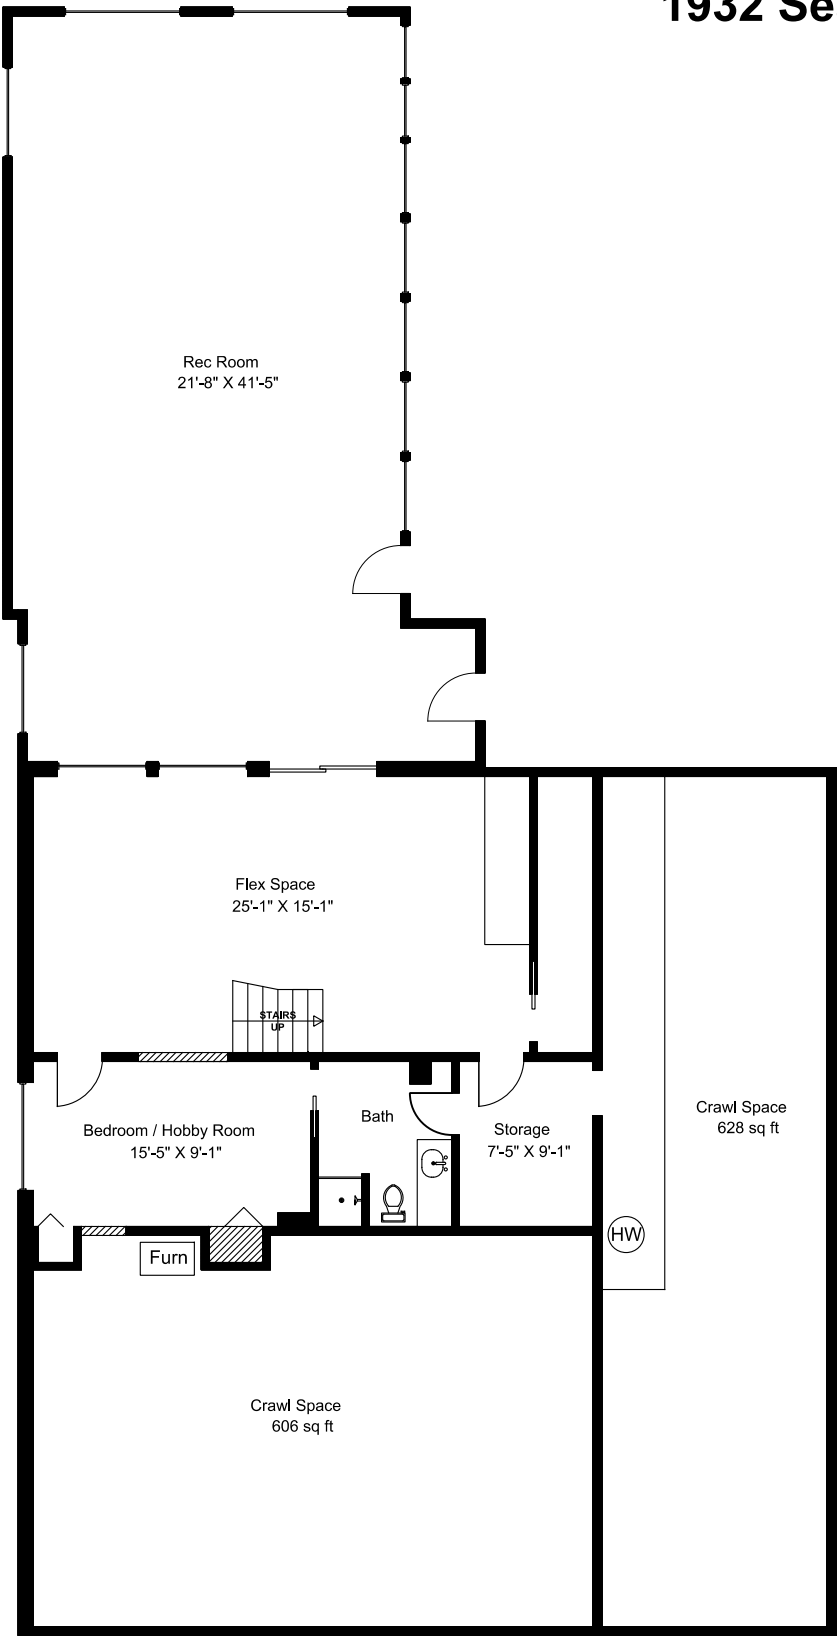 1932 Se
Rec Room
21'-8" X 41'-5"
Flex Space
25'-1" X 15'-1"
STAIRS
UP
Bedroom / Hobby Room
15'-5" X 9'-1"
Bath
Storage
7'-5" X 9'-1"
Crawl Space
628 sq ft
HW
Furn
Crawl Space
606 sq ft